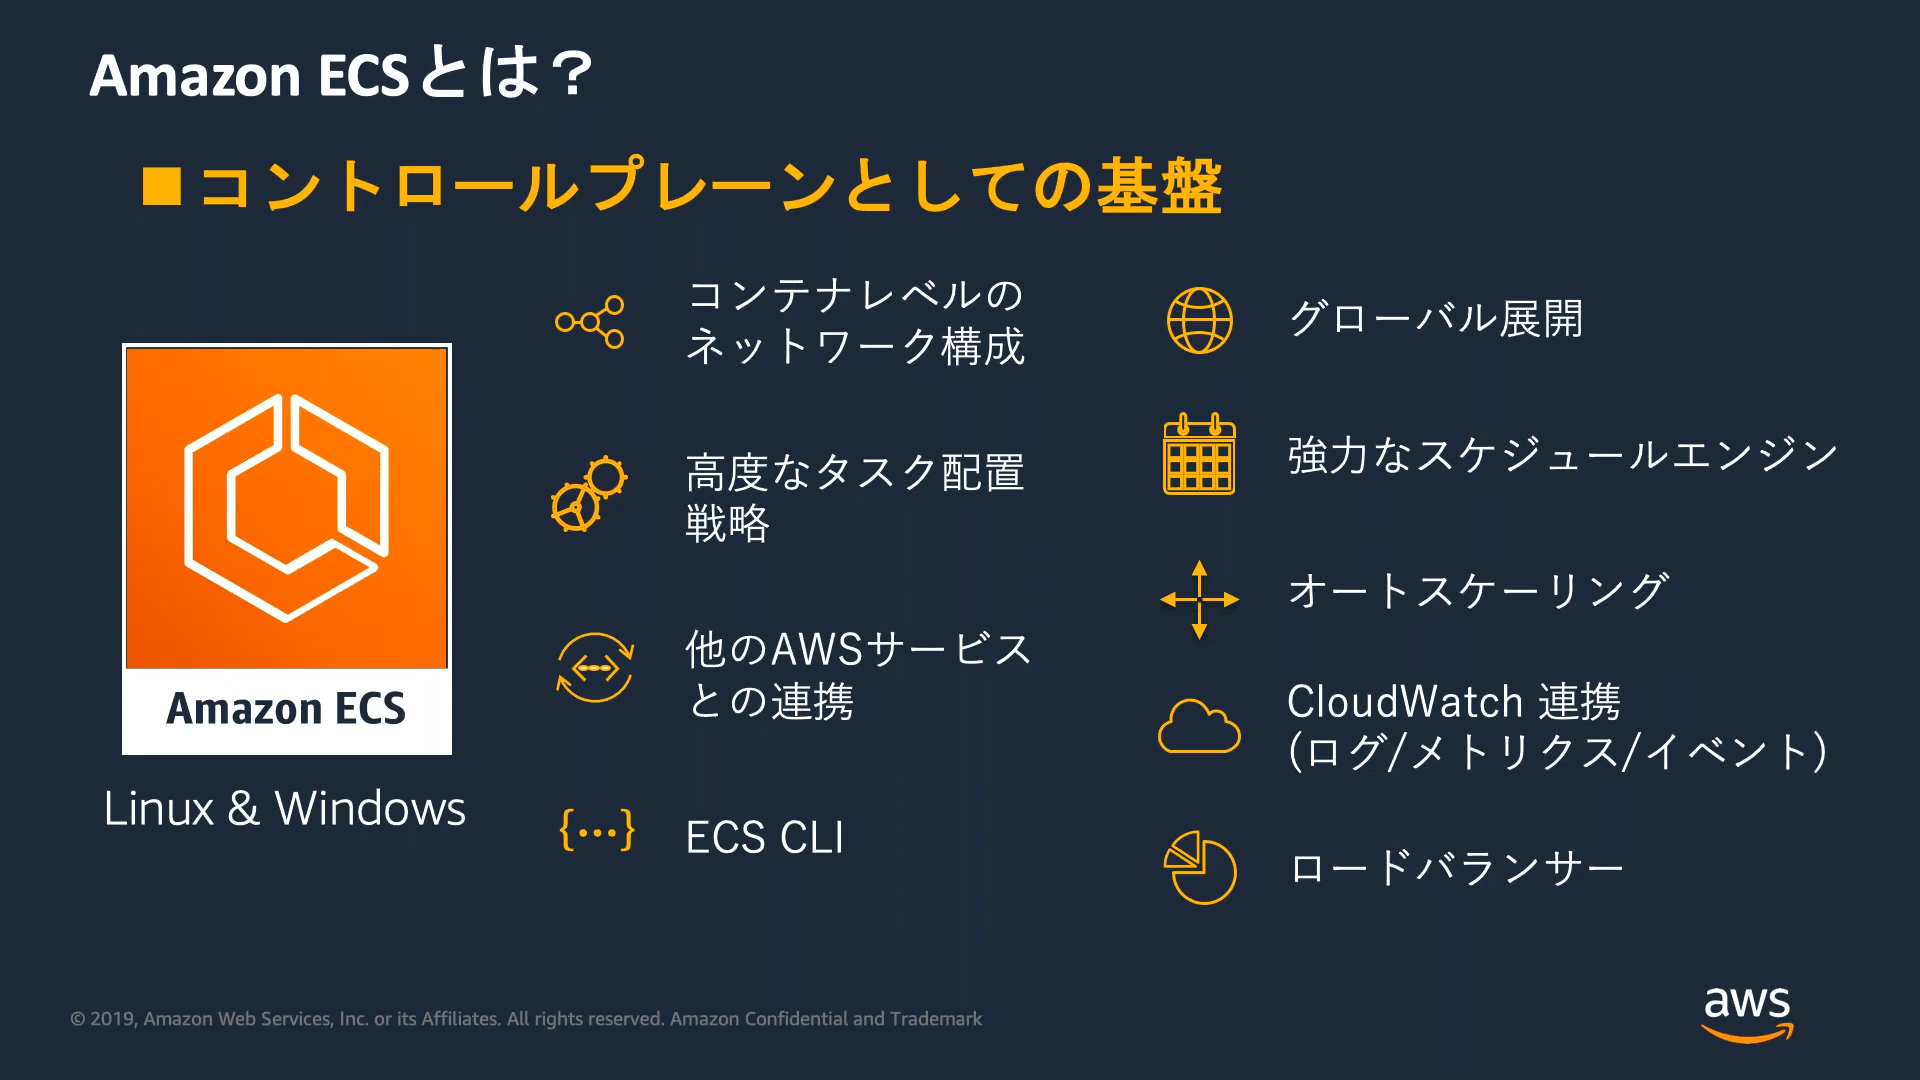 Amazon ECSとは？
■コントロールプレーンとしての基盤
Amazon ECS
Linux & Windows
コンテナレベルの
ネットワーク構成
高度なタスク配置
戦略
他のAWSサービス
との連携
{...}
ECS CLI
グローバル展開
強力なスケジュールエンジン
オートスケーリング
CloudWatch 連携
(ログ/メトリクス/イベント)
ロードバランサー
© 2019, Amazon Web Services, Inc. or its Affiliates. All rights reserved. Amazon Confidential and Trademark
aws